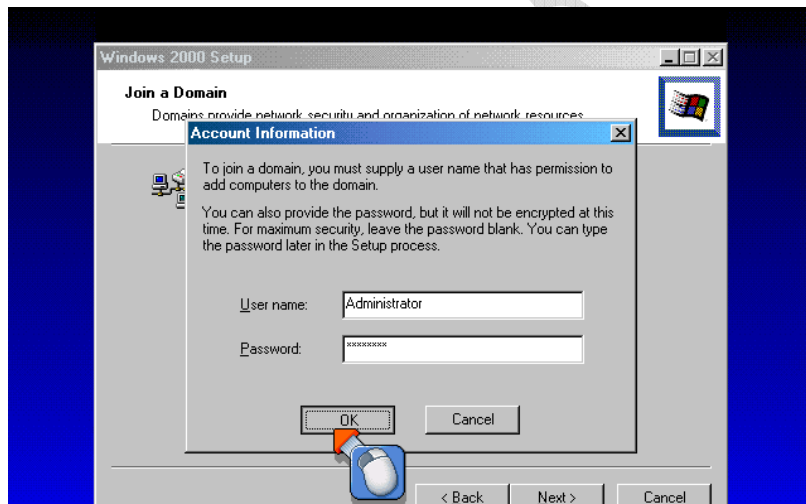 Windows 2000 Setup
Join a Domain
Domains provide network security and organization of network resources
Account Information
To join a domain, you must supply a user name that has permission to
add computers to the domain.
You can also provide the password, but it will not be encrypted at this
time. For maximum security, leave the password blank. You can type
the password later in the Setup process.
User name: Administrator
Password: ********
OK Cancel
< Back Next > Cancel